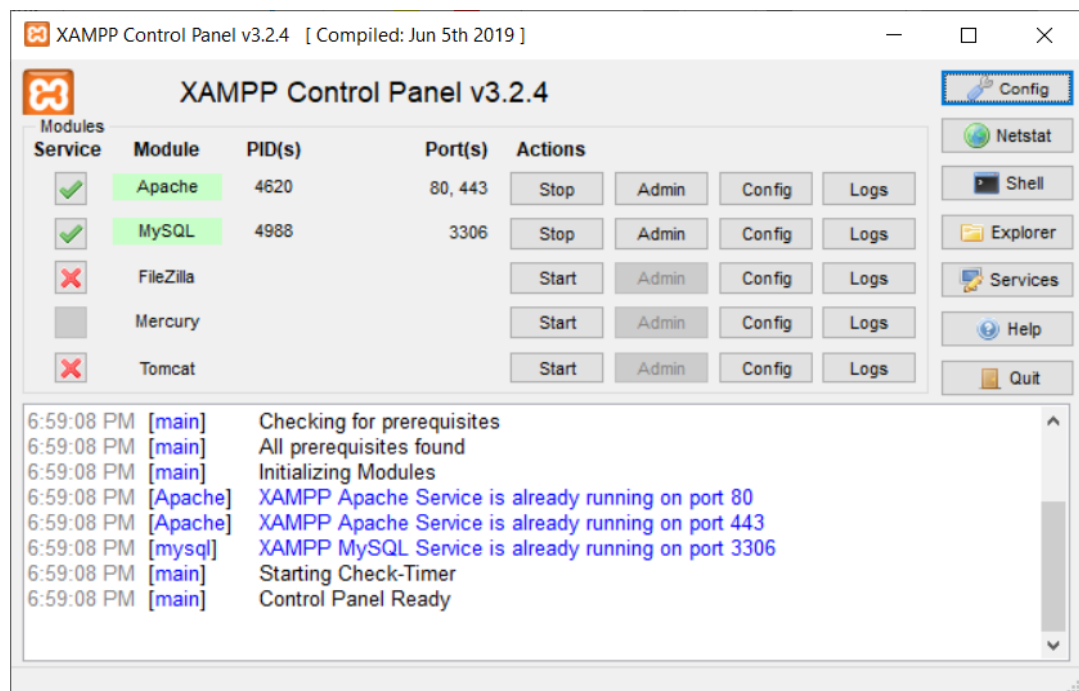 XAMPP Control Panel v3.2.4 [ Compiled: Jun 5th 2019 ]
XAMPP Control Panel v3.2.4
Config
Modules
Netstat
Service Module PID(s) Port(s) Actions
Apache 4620 80, 443 Stop Admin Config Logs
Shell
MySQL 4988 3306 Stop Admin Config Logs
Explorer
FileZilla Start Admin Config Logs
Services
Mercury Start Admin Config Logs
Help
Tomcat Start Admin Config Logs
Quit
6:59:08 PM [main] Checking for prerequisites
6:59:08 PM [main] All prerequisites found
6:59:08 PM [main] Initializing Modules
6:59:08 PM [Apache] XAMPP Apache Service is already running on port 80
6:59:08 PM [Apache] XAMPP Apache Service is already running on port 443
6:59:08 PM [mysql] XAMPP MySQL Service is already running on port 3306
6:59:08 PM [main] Starting Check-Timer
6:59:08 PM [main] Control Panel Ready